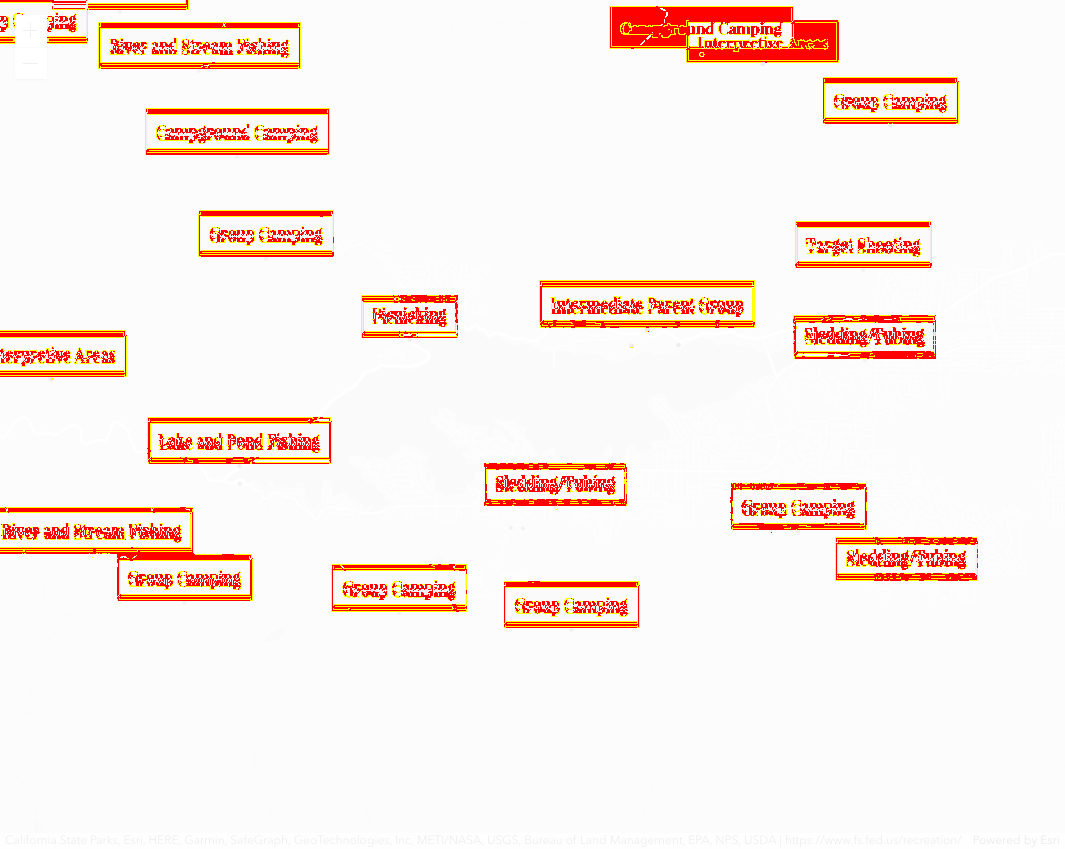 p Camping
River and Stream Fishing
Campground Camping
Interpretive Areas
Group Camping
Campground Camping
Group Camping
Target Shooting
Picnicking
Intermediate Parent Group
Sledding/Tubing
terpretive Areas
Lake and Pond Fishing
Sledding/Tubing
Group Camping
River and Stream Fishing
Sledding/Tubing
Group Camping
Group Camping
Group Camping
California State Parks, Esri, HERE, Garmin, SafeGraph, GeoTechnologies, Inc, METI/NASA, USGS, Bureau of Land Management, EPA, NPS, USDA | https://www.fs.fed.us/recreation/ Powered by Esri